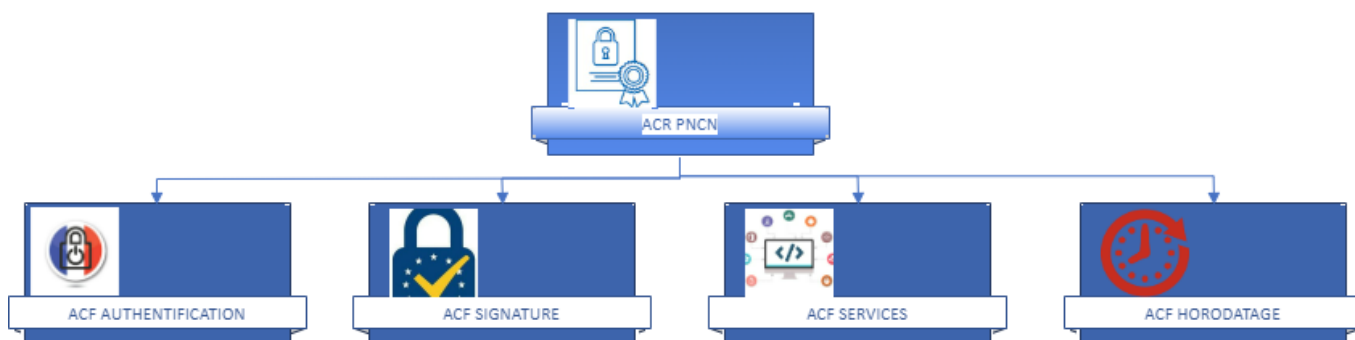 ACR PNCN
ACF AUTHENTIFICATION
ACF SIGNATURE
</>
ACF SERVICES
ACF HORODATAGE